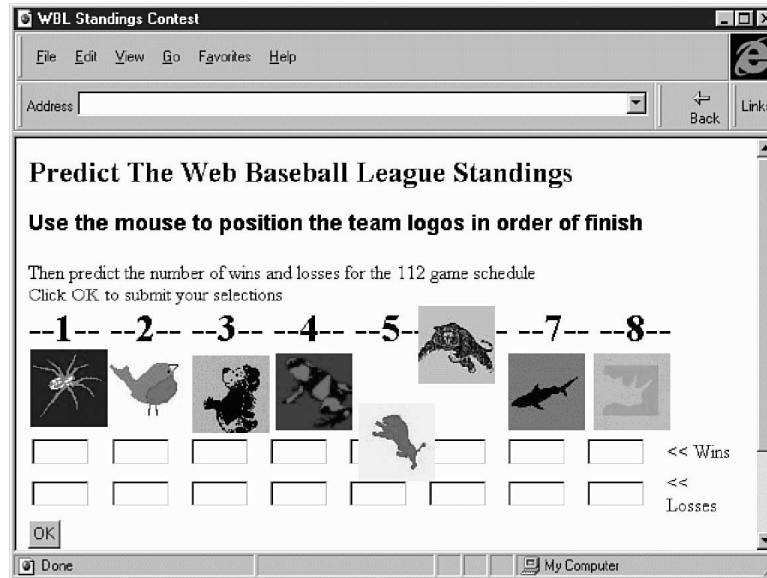 WBL Standings Contest
File Edit View Go Favorites Help
Address Back Links
Predict The Web Baseball League Standings
Use the mouse to position the team logos in order of finish
Then predict the number of wins and losses for the 112 game schedule
Click OK to submit your selections
--1-- --2-- --3-- --4-- --5- - --7-- --8--
<< Wins
<<
Losses
OK
Done My Computer